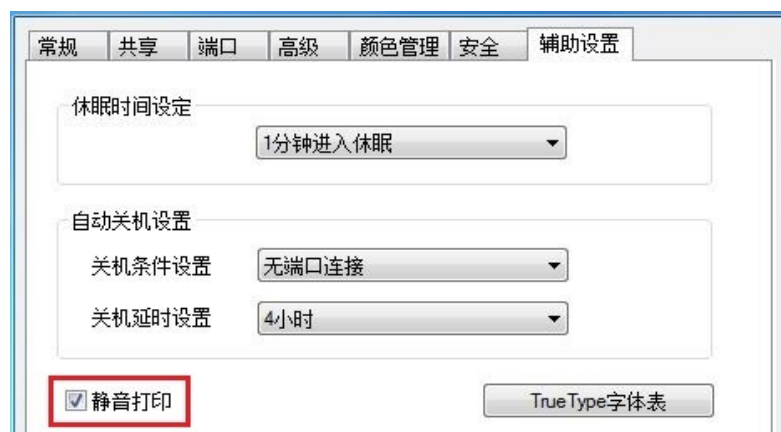 常规 共享 端口 高级 颜色管理 安全 辅助设置
休眠时间设定
1分钟进入休眠
自动关机设置
关机条件设置 无端口连接
关机延时设置 4小时
静音打印 TrueType字体表